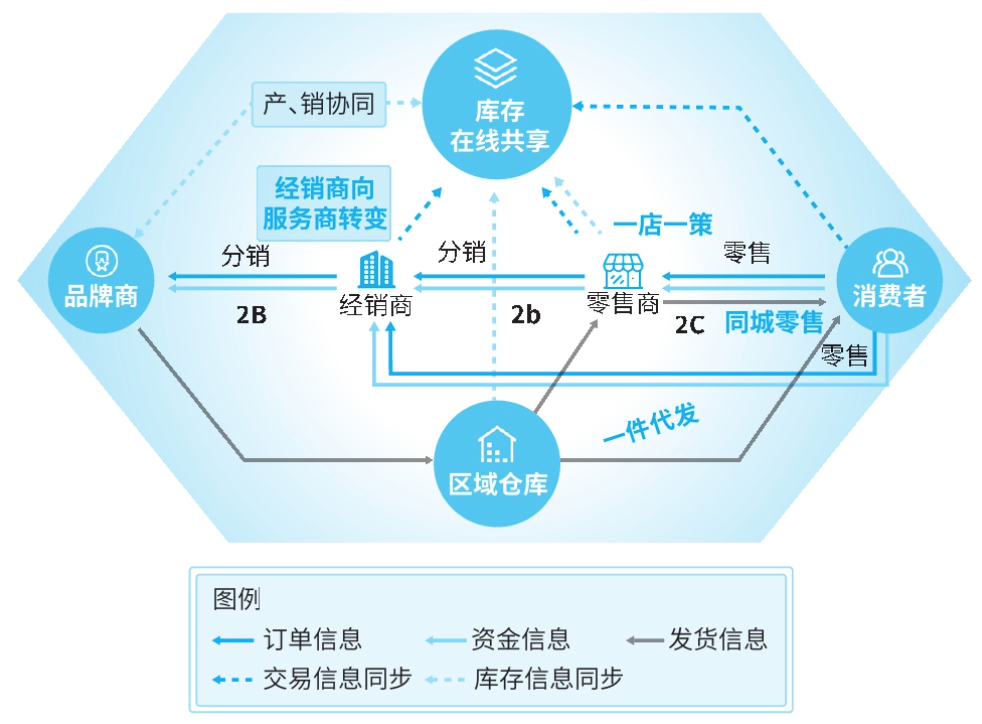 产、销协同
库存
在线共享
经销商向
服务商转变
一店一策
分销
分销
零售
品牌商
经销商
零售商
消费者
2B
2b
2C
同城零售
零售
一件代发
区域仓库
图例
订单信息
资金信息
发货信息
交易信息同步
库存信息同步